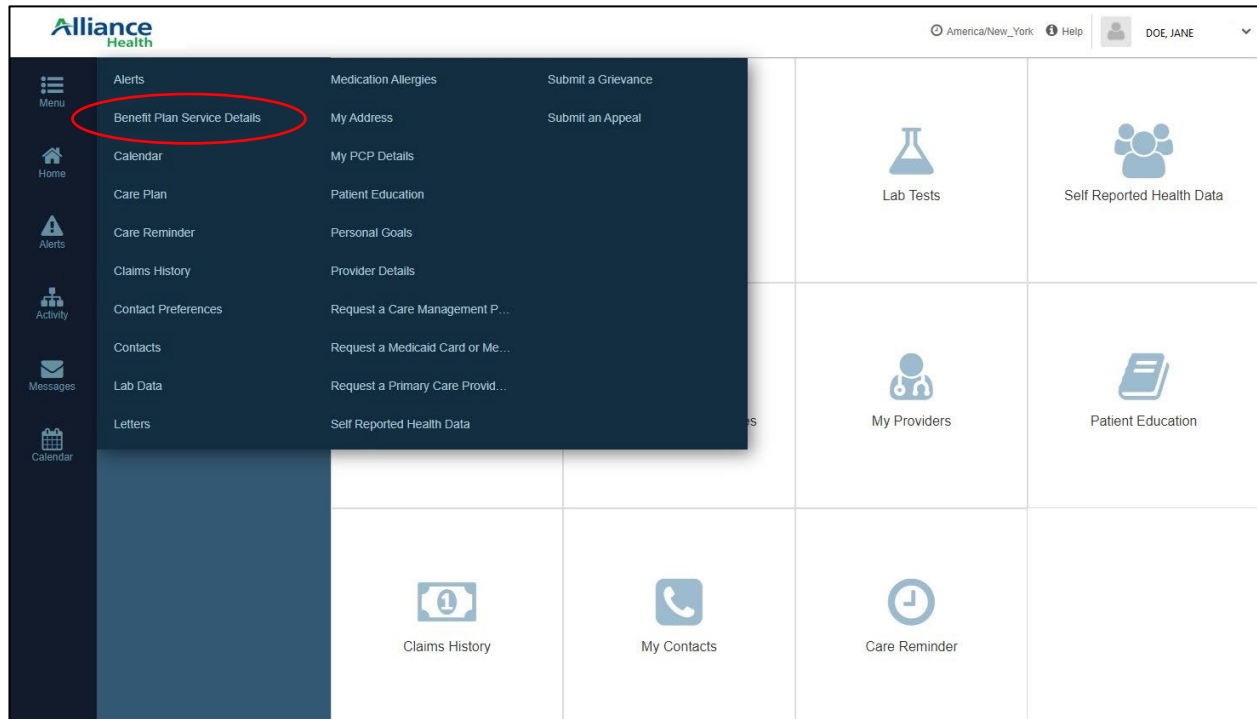 Alliance
Health
America/New_York Help DOE, JANE
Menu
Home
Alerts
Activity
Messages
Calendar
Alerts
Benefit Plan Service Details
Calendar
Care Plan
Care Reminder
Claims History
Contact Preferences
Contacts
Lab Data
Letters
Medication Allergies
My Address
My PCP Details
Patient Education
Personal Goals
Provider Details
Request a Care Management P...
Request a Medicaid Card or Me...
Request a Primary Care Provid...
Self Reported Health Data
Submit a Grievance
Submit an Appeal
Lab Tests
Self Reported Health Data
My Providers
Patient Education
1
Claims History
My Contacts
Care Reminder